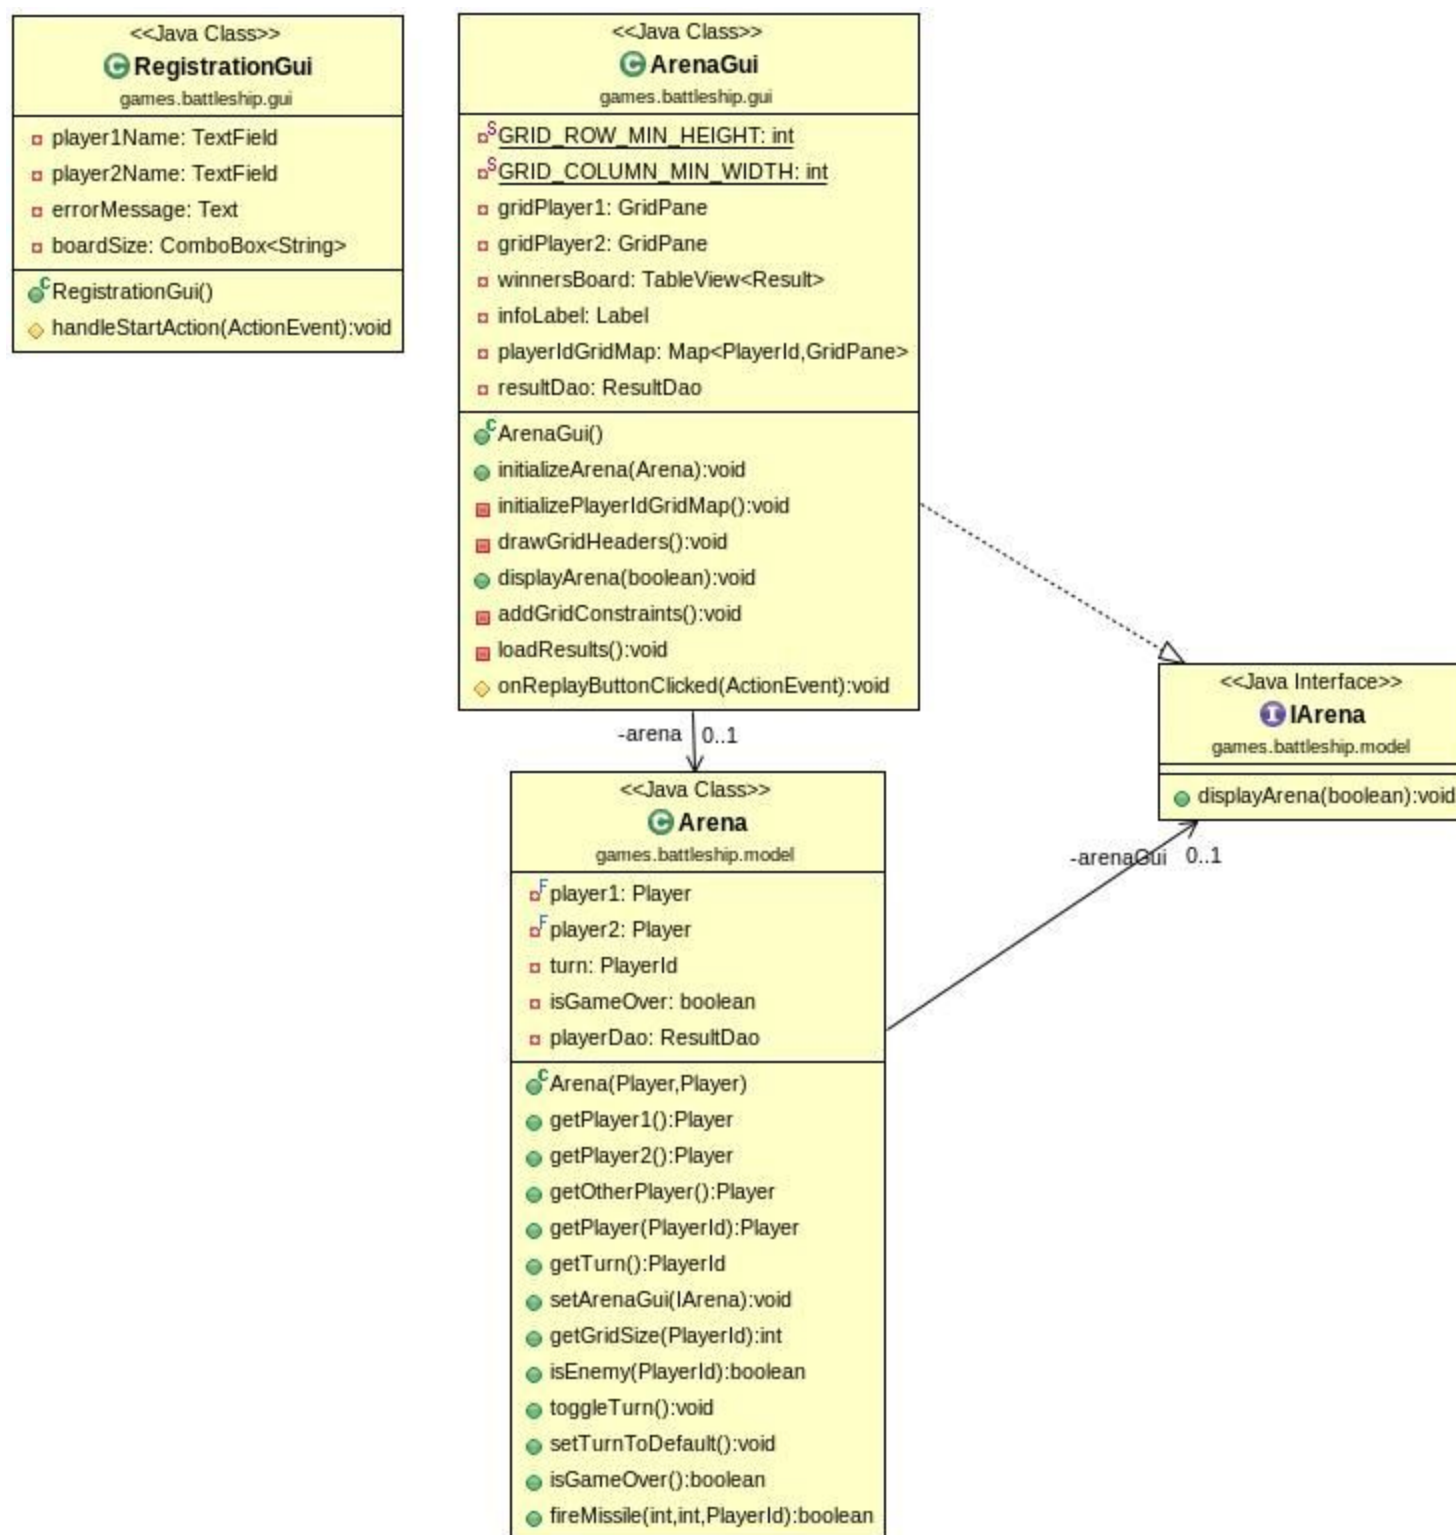 <<Java Class>>
RegistrationGui
games.battleship.gui
player1Name: TextField
player2Name: TextField
errorMessage: Text
boardSize: ComboBox<String>
RegistrationGui()
handleStartAction(ActionEvent):void
<<Java Class>>
ArenaGui
games.battleship.gui
GRID_ROW_MIN_HEIGHT: int
GRID_COLUMN_MIN_WIDTH: int
gridPlayer1: GridPane
gridPlayer2: GridPane
winnersBoard: TableView<Result>
infoLabel: Label
playerIdGridMap: Map<PlayerId,GridPane>
resultDao: ResultDao
ArenaGui()
initializeArena(Arena):void
initializePlayerIdGridMap():void
drawGridHeaders():void
displayArena(boolean):void
addGridConstraints():void
loadResults():void
onReplayButtonClicked(ActionEvent):void
-arena 0..1
<<Java Interface>>
IArena
games.battleship.model
displayArena(boolean):void
-arenaGui 0..1
<<Java Class>>
Arena
games.battleship.model
player1: Player
player2: Player
turn: PlayerId
isGameOver: boolean
playerDao: ResultDao
Arena(Player,Player)
getPlayer1():Player
getPlayer2():Player
getOtherPlayer():Player
getPlayer(PlayerId):Player
getTurn():PlayerId
setArenaGui(IArena):void
getGridSize(PlayerId):int
isEnemy(PlayerId):boolean
toggleTurn():void
setTurnToDefault():void
isGameOver():boolean
fireMissile(int,int,PlayerId):boolean